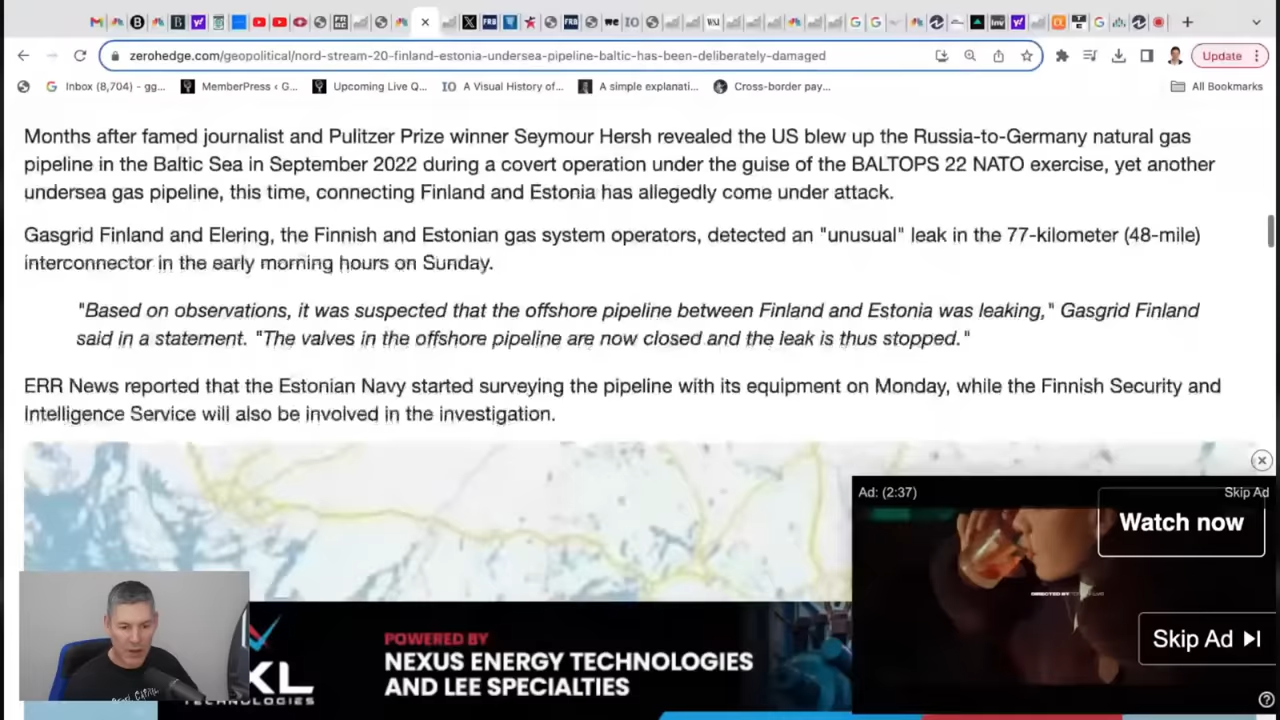 Update
zerohedge.com/geopolitical/nord-stream-20-finland-estonia-undersea-pipeline-baltic-has-been-deliberately-damaged
Inbox (8,704) - gg...
MemberPress ‹ G...
Upcoming Live Q...
IO A Visual History of...
A simple explanati...
Cross-border pay...
All Bookmarks
Months after famed journalist and Pulitzer Prize winner Seymour Hersh revealed the US blew up the Russia-to-Germany natural gas
pipeline in the Baltic Sea in September 2022 during a covert operation under the guise of the BALTOPS 22 NATO exercise, yet another
undersea gas pipeline, this time, connecting Finland and Estonia has allegedly come under attack.
Gasgrid Finland and Elering, the Finnish and Estonian gas system operators, detected an "unusual" leak in the 77-kilometer (48-mile)
interconnector in the early morning hours on Sunday.
"Based on observations, it was suspected that the offshore pipeline between Finland and Estonia was leaking," Gasgrid Finland
said in a statement. "The valves in the offshore pipeline are now closed and the leak is thus stopped."
ERR News reported that the Estonian Navy started surveying the pipeline with its equipment on Monday, while the Finnish Security and
Intelligence Service will also be involved in the investigation.
Ad: (2:37)
Skip Ad
Watch now
Skip Ad
POWERED BY
NEXUS ENERGY TECHNOLOGIES
AND LEE SPECIALTIES
KL
TECHNOLOGIES